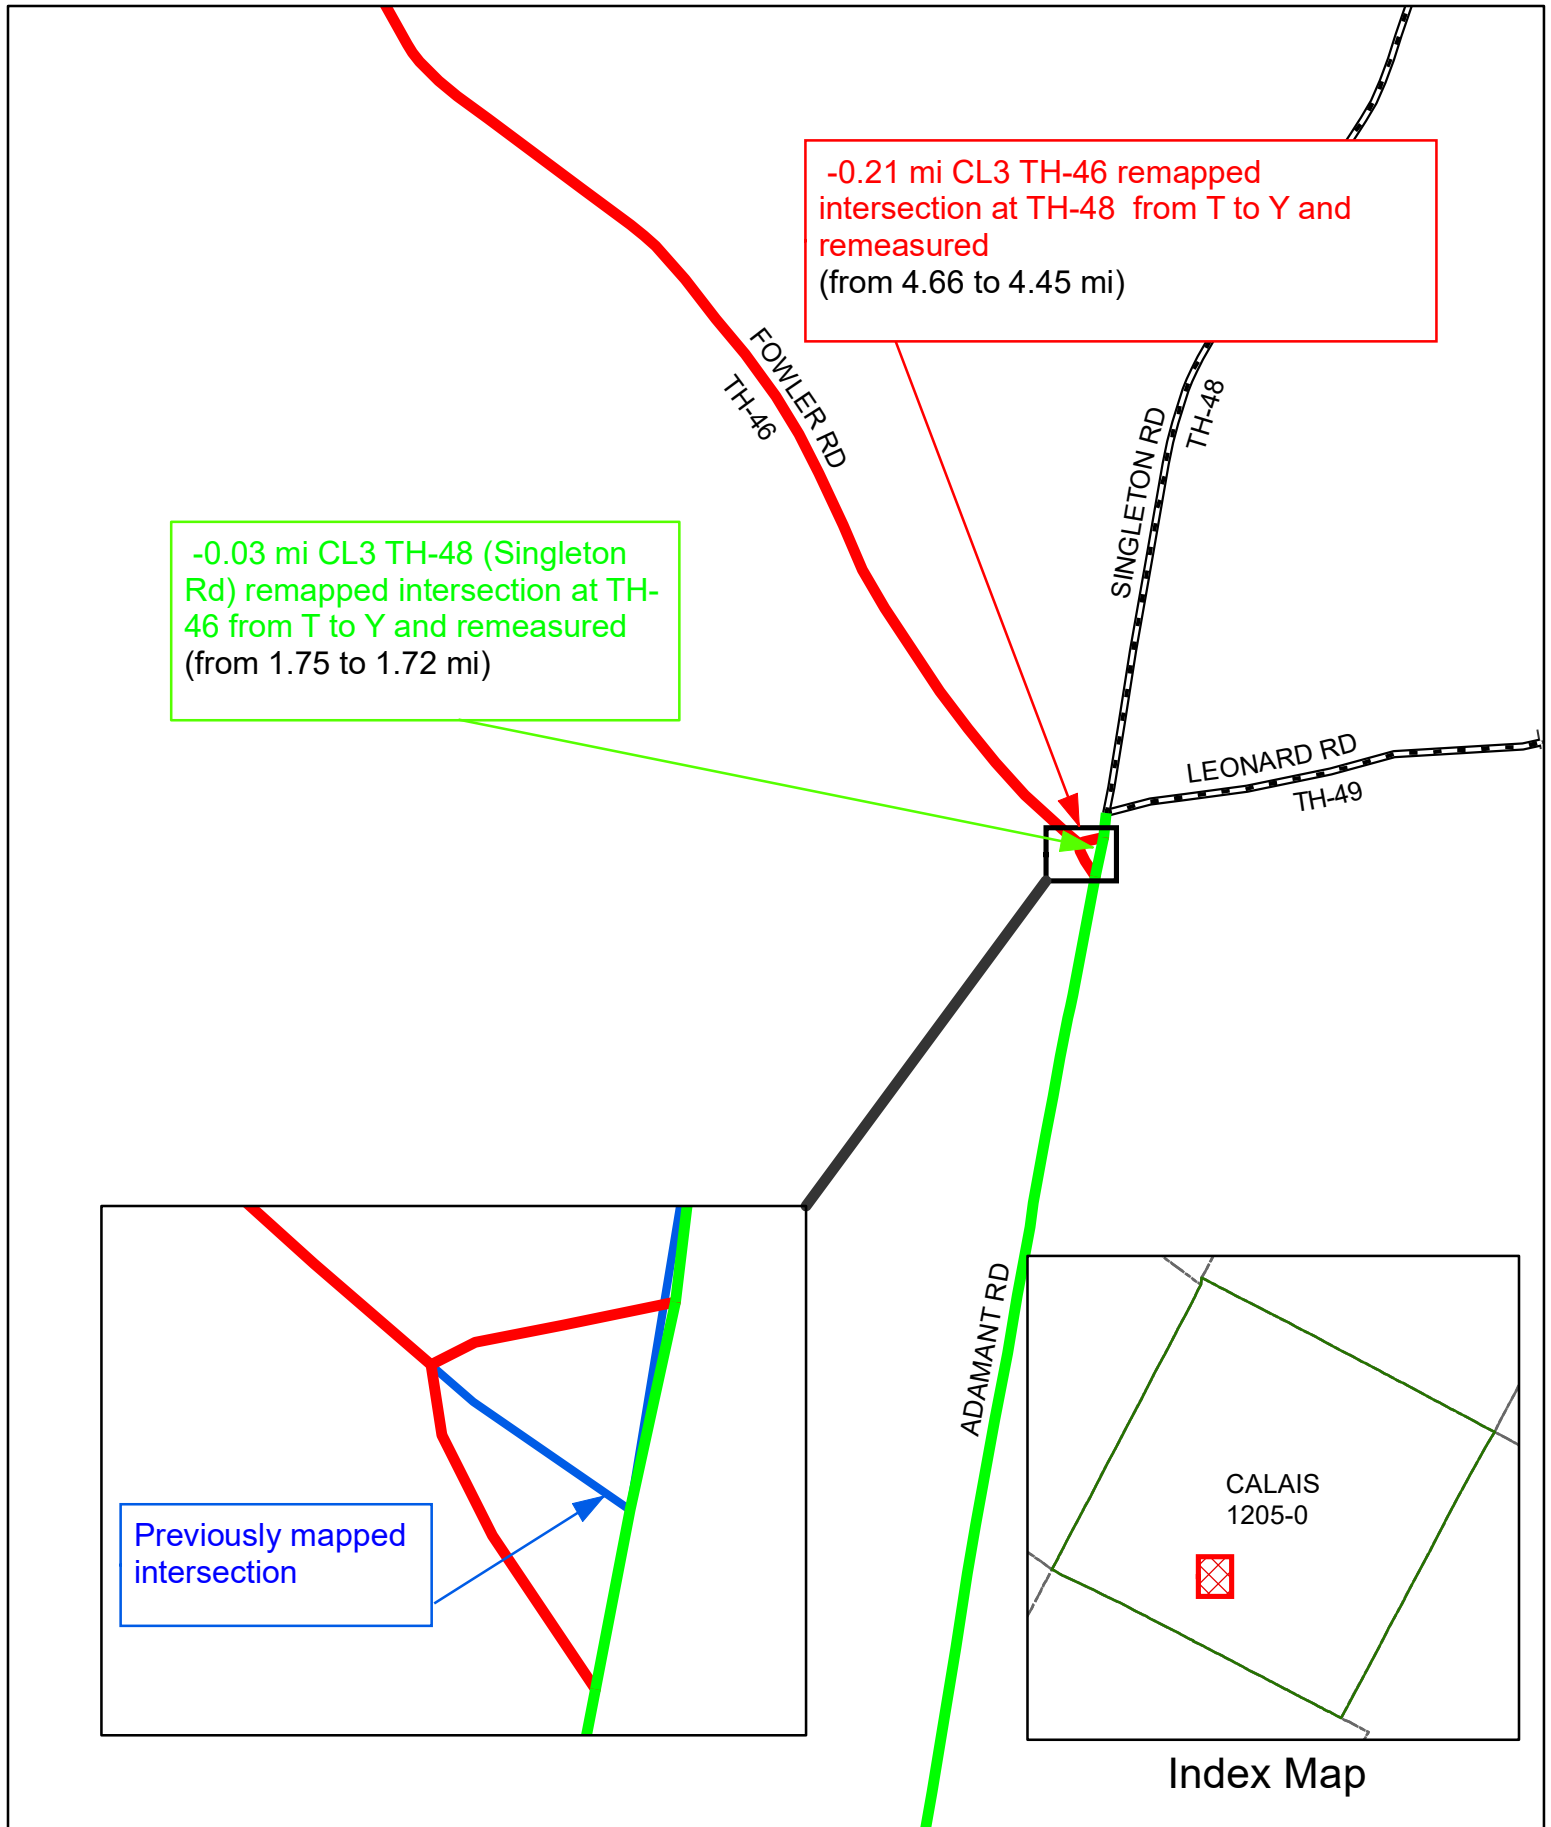 -0.21 mi CL3 TH-46 remapped
intersection at TH-48  from T to Y and
remeasured
(from 4.66 to 4.45 mi)
FOWLER RD
TH-46
SINGLETON RD
TH-48
-0.03 mi CL3 TH-48 (Singleton
Rd) remapped intersection at TH-
46 from T to Y and remeasured
(from 1.75 to 1.72 mi)
LEONARD RD
TH-49
ADAMANT RD
Previously mapped
intersection
CALAIS
1205-0
Index Map